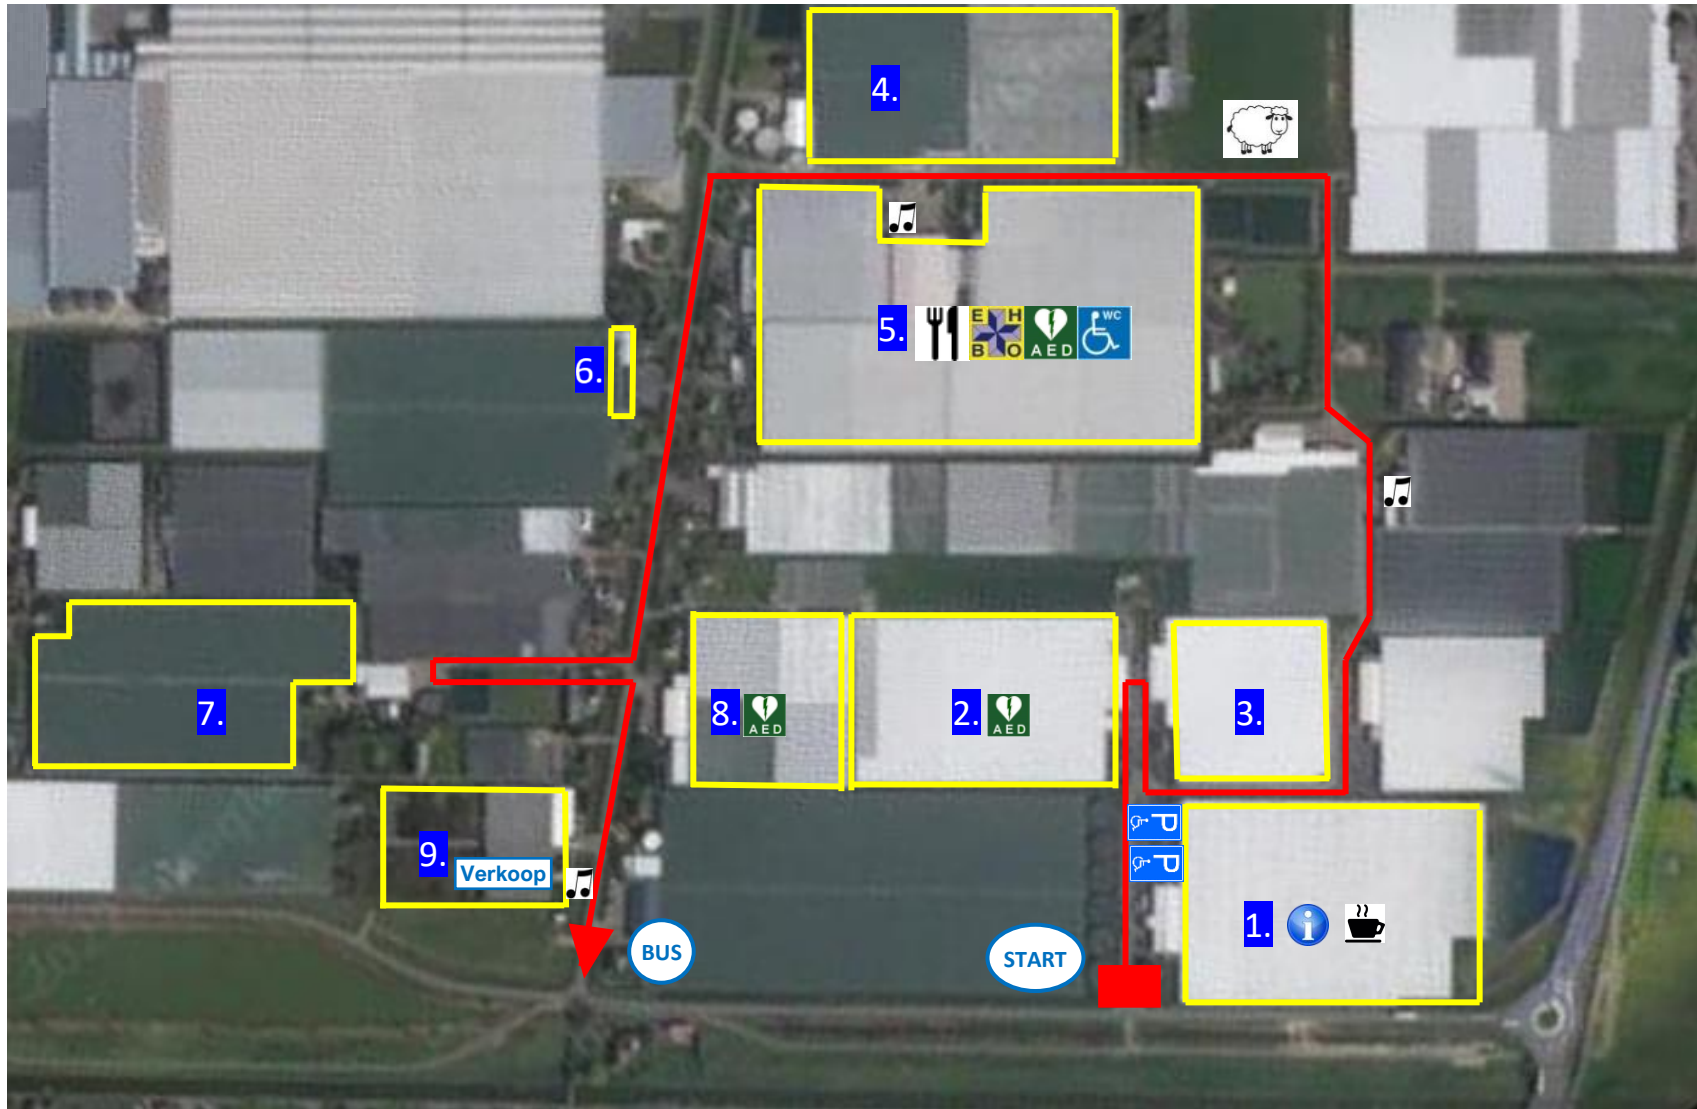 4.
5.
E H
B O
AED
WC
6.
7.
8.
AED
2.
AED
3.
P
P
9.
Verkoop
1.
i
BUS
START